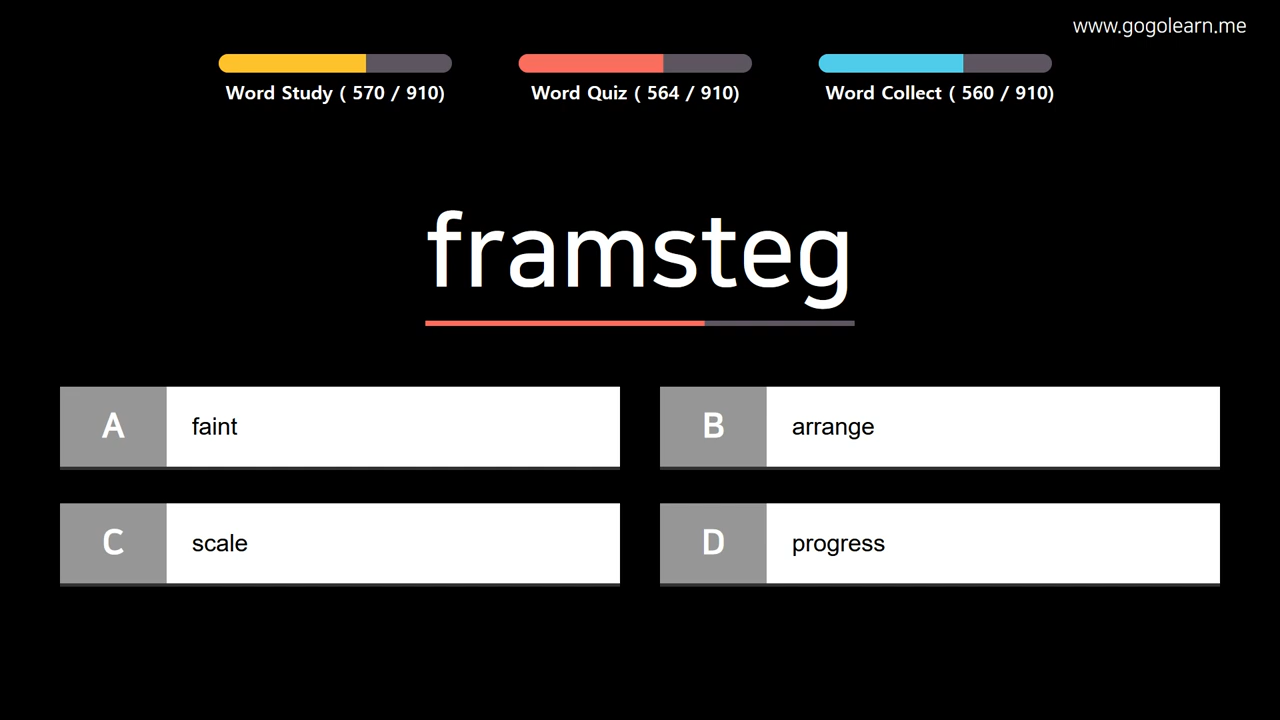 www.gogolearn.me
Word Study ( 570 / 910)
Word Quiz ( 564 / 910)
Word Collect ( 560 / 910)
framsteg
A faint
B arrange
C scale
D progress